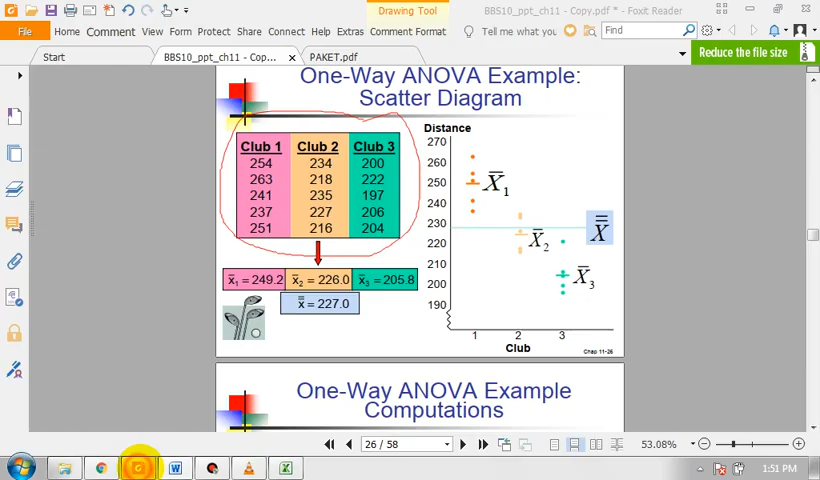 Drawing Tool
BBS10_ppt_ch11 - Copy.pdf * - Foxit Reader
File Home Comment View Form Protect Share Connect Help Extras Comment Format Tell me what you Find
Start BBS10_ppt_ch11 - Copy... × PAKET.pdf Reduce the file size
One-Way ANOVA Example:
Scatter Diagram
Club 1 Club 2 Club 3
254 234 200
263 218 222
241 235 197
237 227 206
251 216 204
x̄₁ = 249.2 x̄₂ = 226.0 x̄₃ = 205.8
x̿ = 227.0
Distance
270
260
250
240
230
220
210
200
190
X̄₁
X̿
X̄₂
X̄₃
1 2 3
Club
Chap 11-26
One-Way ANOVA Example
Computations
26 / 58 53.08%
1:51 PM